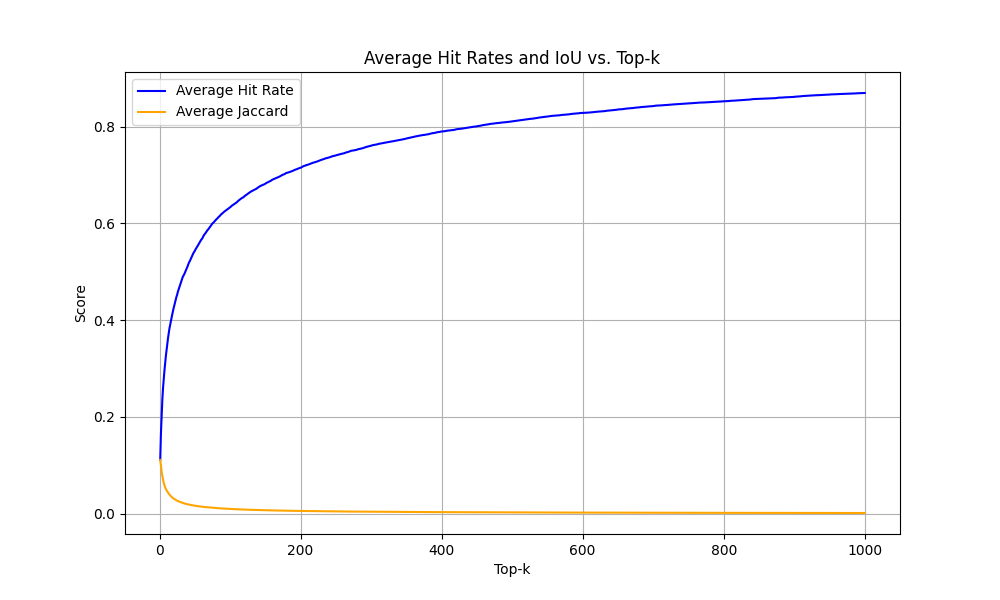 Average Hit Rates and IoU vs. Top-k
Average Hit Rate
Average Jaccard
0.8
0.6
0.4
0.2
0.0
Score
0 200 400 600 800 1000
Top-k